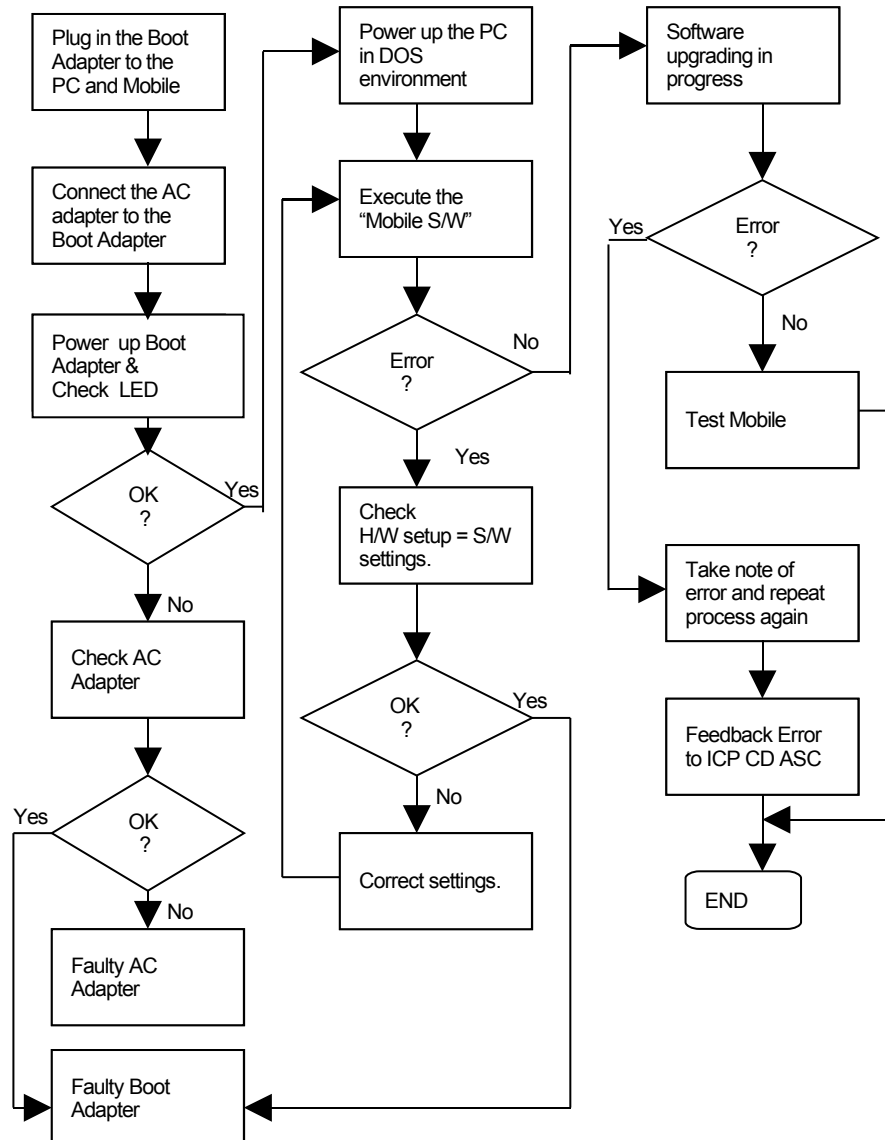 Plug in the Boot
Adapter to the
PC and Mobile
Connect the AC
adapter to the
Boot Adapter
Power up Boot
Adapter &
Check LED
OK
?
Yes
No
Check AC
Adapter
OK
?
Yes
No
Faulty AC
Adapter
Faulty Boot
Adapter
Power up the PC
in DOS
environment
Execute the
“Mobile S/W”
Error
?
No
Yes
Check
H/W setup = S/W
settings.
OK
?
Yes
No
Correct settings.
Software
upgrading in
progress
Error
?
Yes
No
Test Mobile
Take note of
error and repeat
process again
Feedback Error
to ICP CD ASC
END